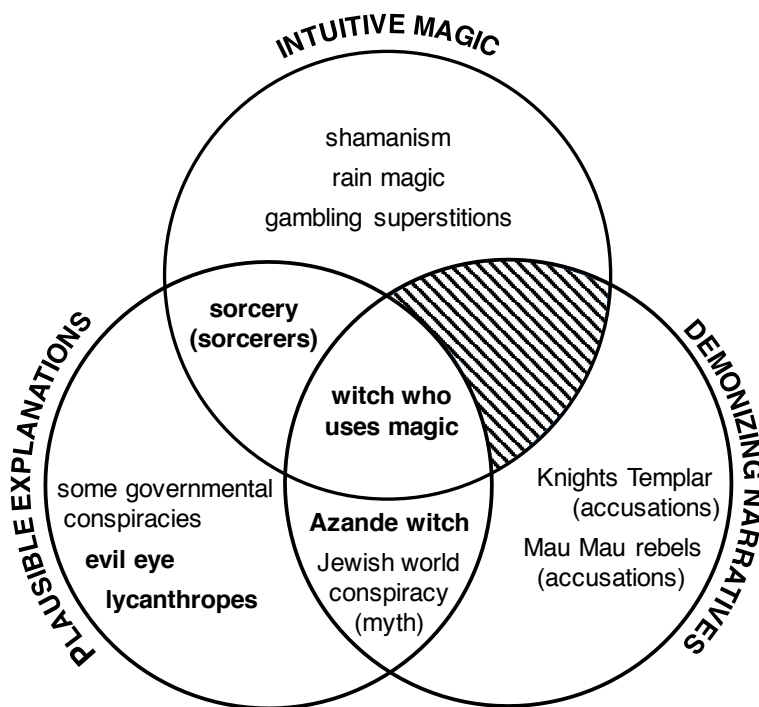 INTUITIVE MAGIC
shamanism
rain magic
gambling superstitions
sorcery
(sorcerers)
witch who
uses magic
PLAUSIBLE EXPLANATIONS
some governmental
conspiracies
evil eye
lycanthropes
Azande witch
Jewish world
conspiracy
(myth)
DEMONIZING NARRATIVES
Knights Templar
(accusations)
Mau Mau rebels
(accusations)